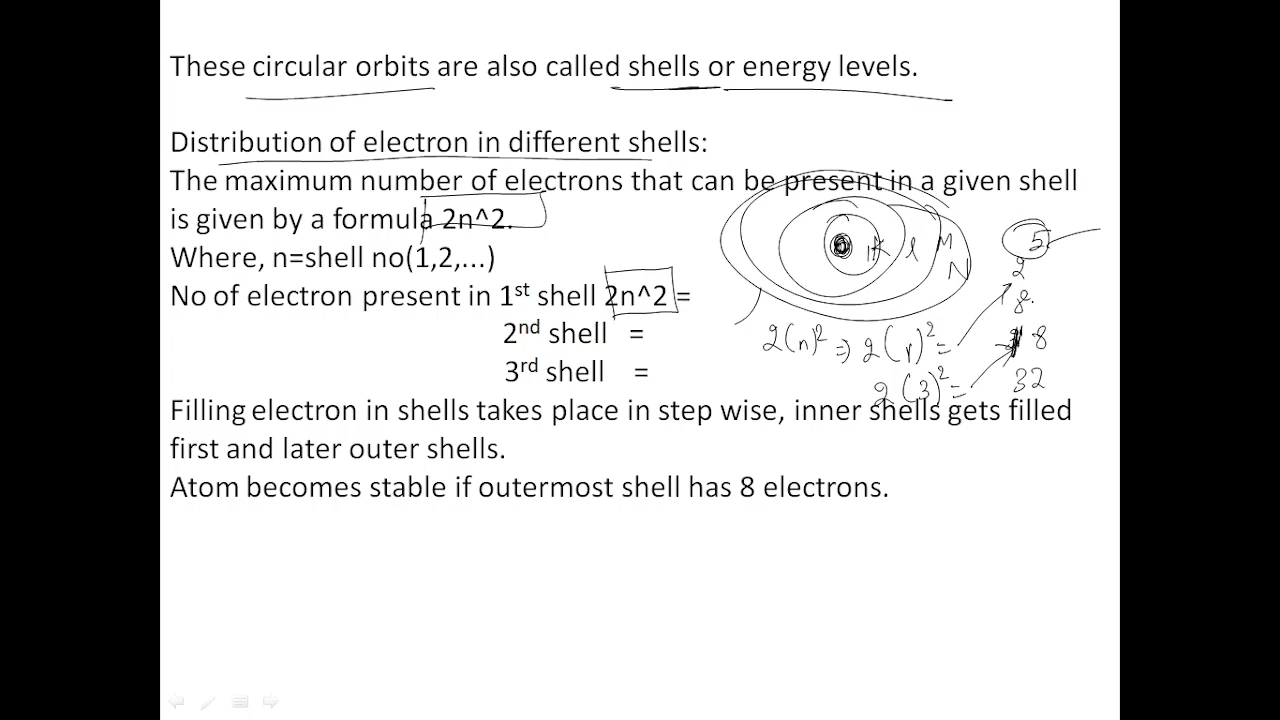 These circular orbits are also called shells or energy levels.
Distribution of electron in different shells:
The maximum number of electrons that can be present in a given shell
is given by a formula 2n^2.
Where, n=shell no(1,2,...)
No of electron present in 1st shell 2n^2 =
2nd shell =
3rd shell =
Filling electron in shells takes place in step wise, inner shells gets filled
first and later outer shells.
Atom becomes stable if outermost shell has 8 electrons.
K l M
N
5
2
8
8
32
2(n)² ⇒ 2(1)² =
2(3)² =